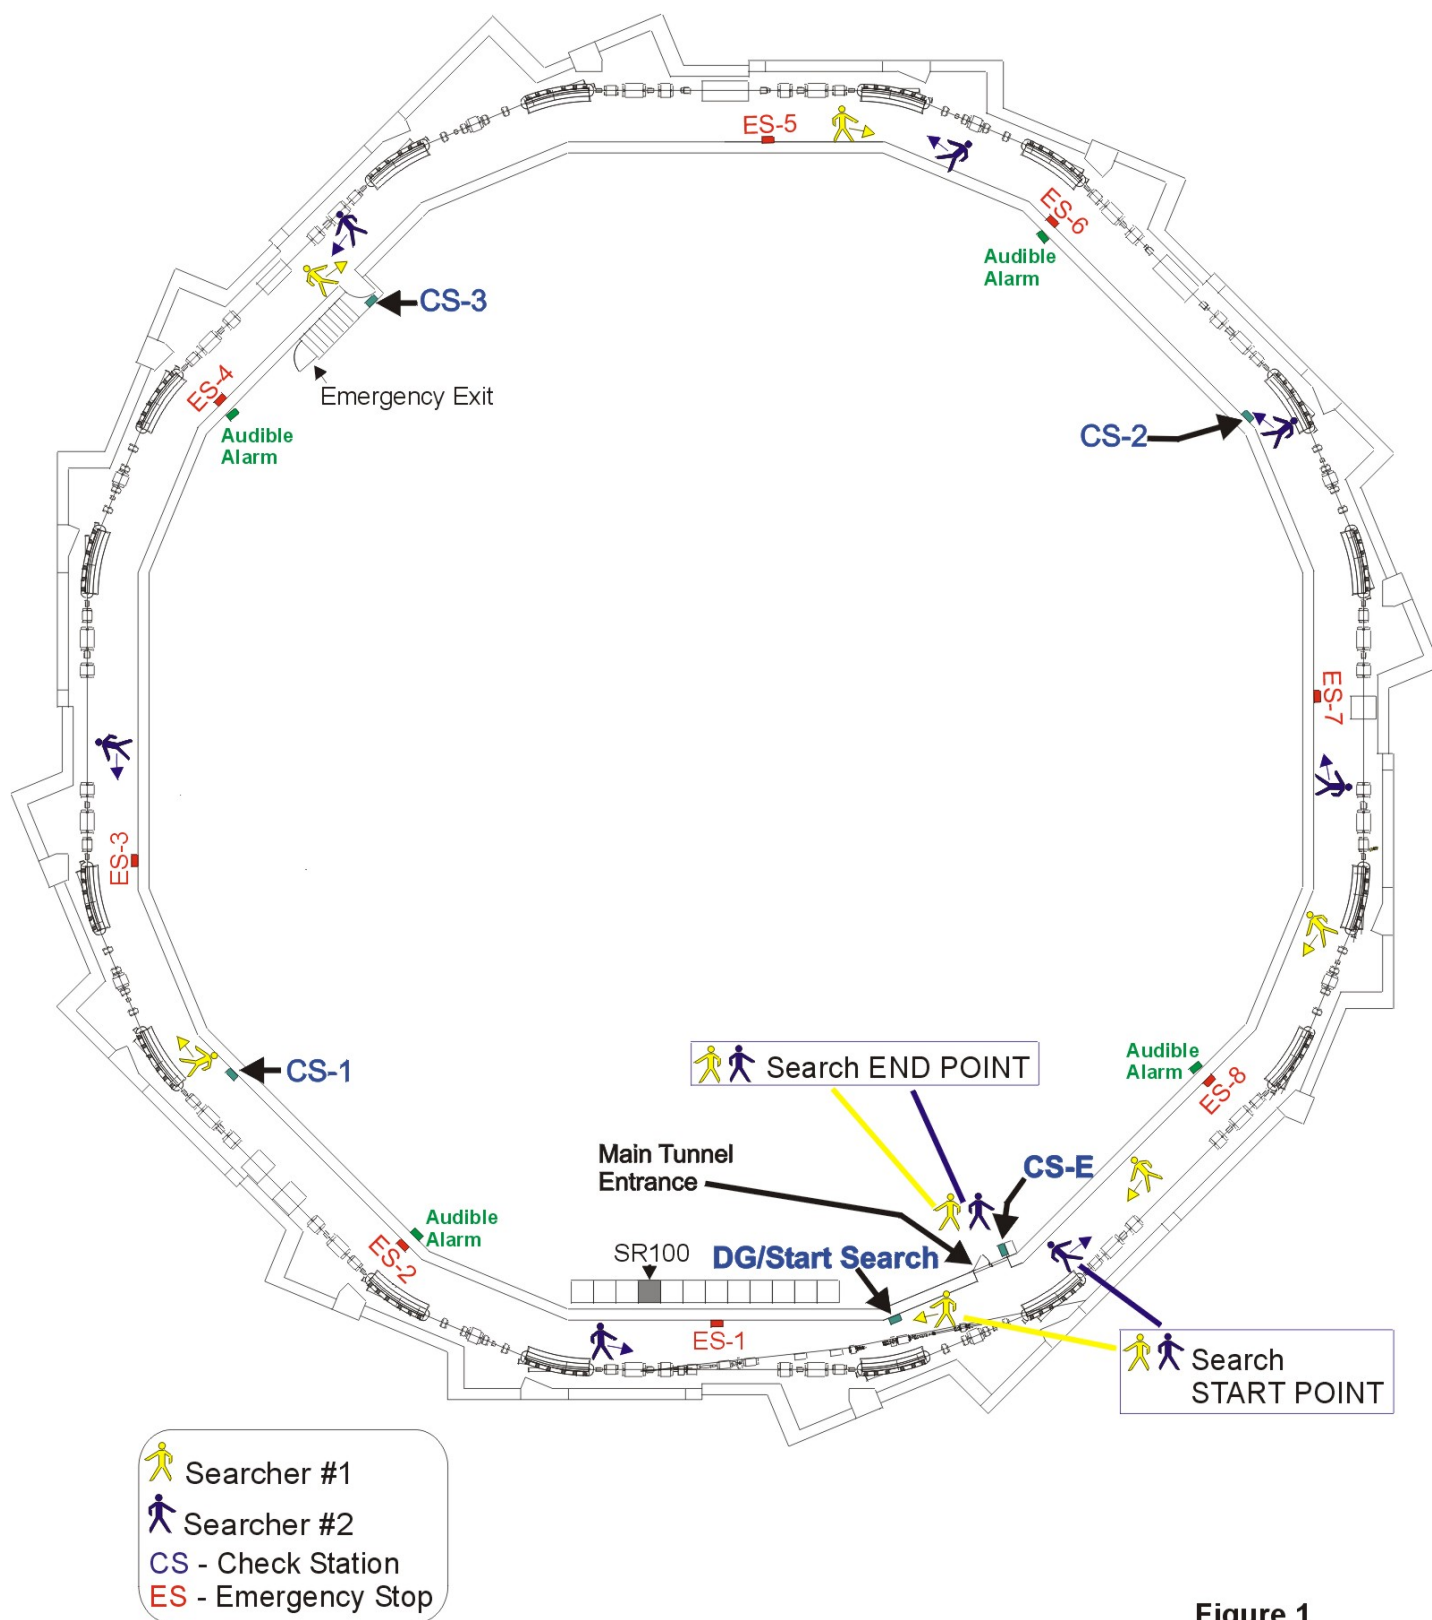 ES-5
ES-6
Audible
Alarm
CS-3
ES-4
Emergency Exit
Audible
Alarm
CS-2
ES-7
ES-3
Audible
Alarm
ES-8
Search END POINT
CS-1
Main Tunnel
Entrance
CS-E
Audible
Alarm
ES-2
SR100
DG/Start Search
ES-1
Search
START POINT
Searcher #1
Searcher #2
CS - Check Station
ES - Emergency Stop
Figure 1